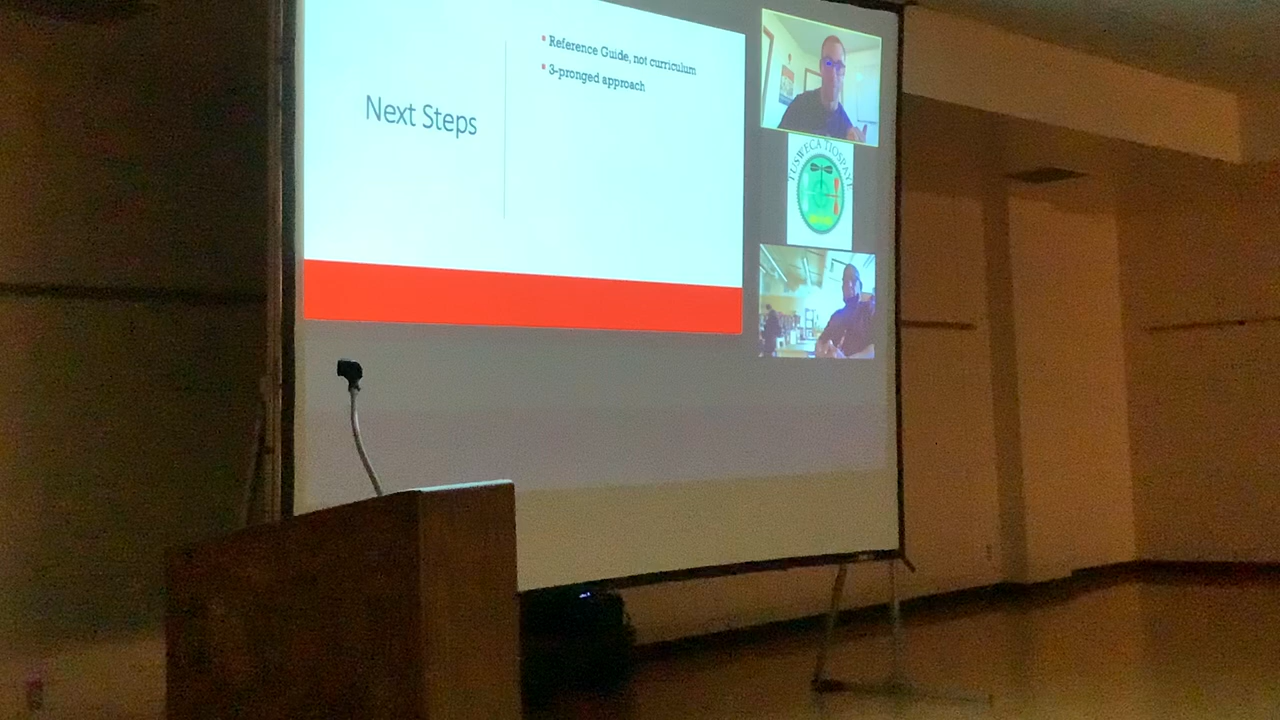 Next Steps
Reference Guide, not curriculum
3-pronged approach
TUSWECA TIOSPAYE